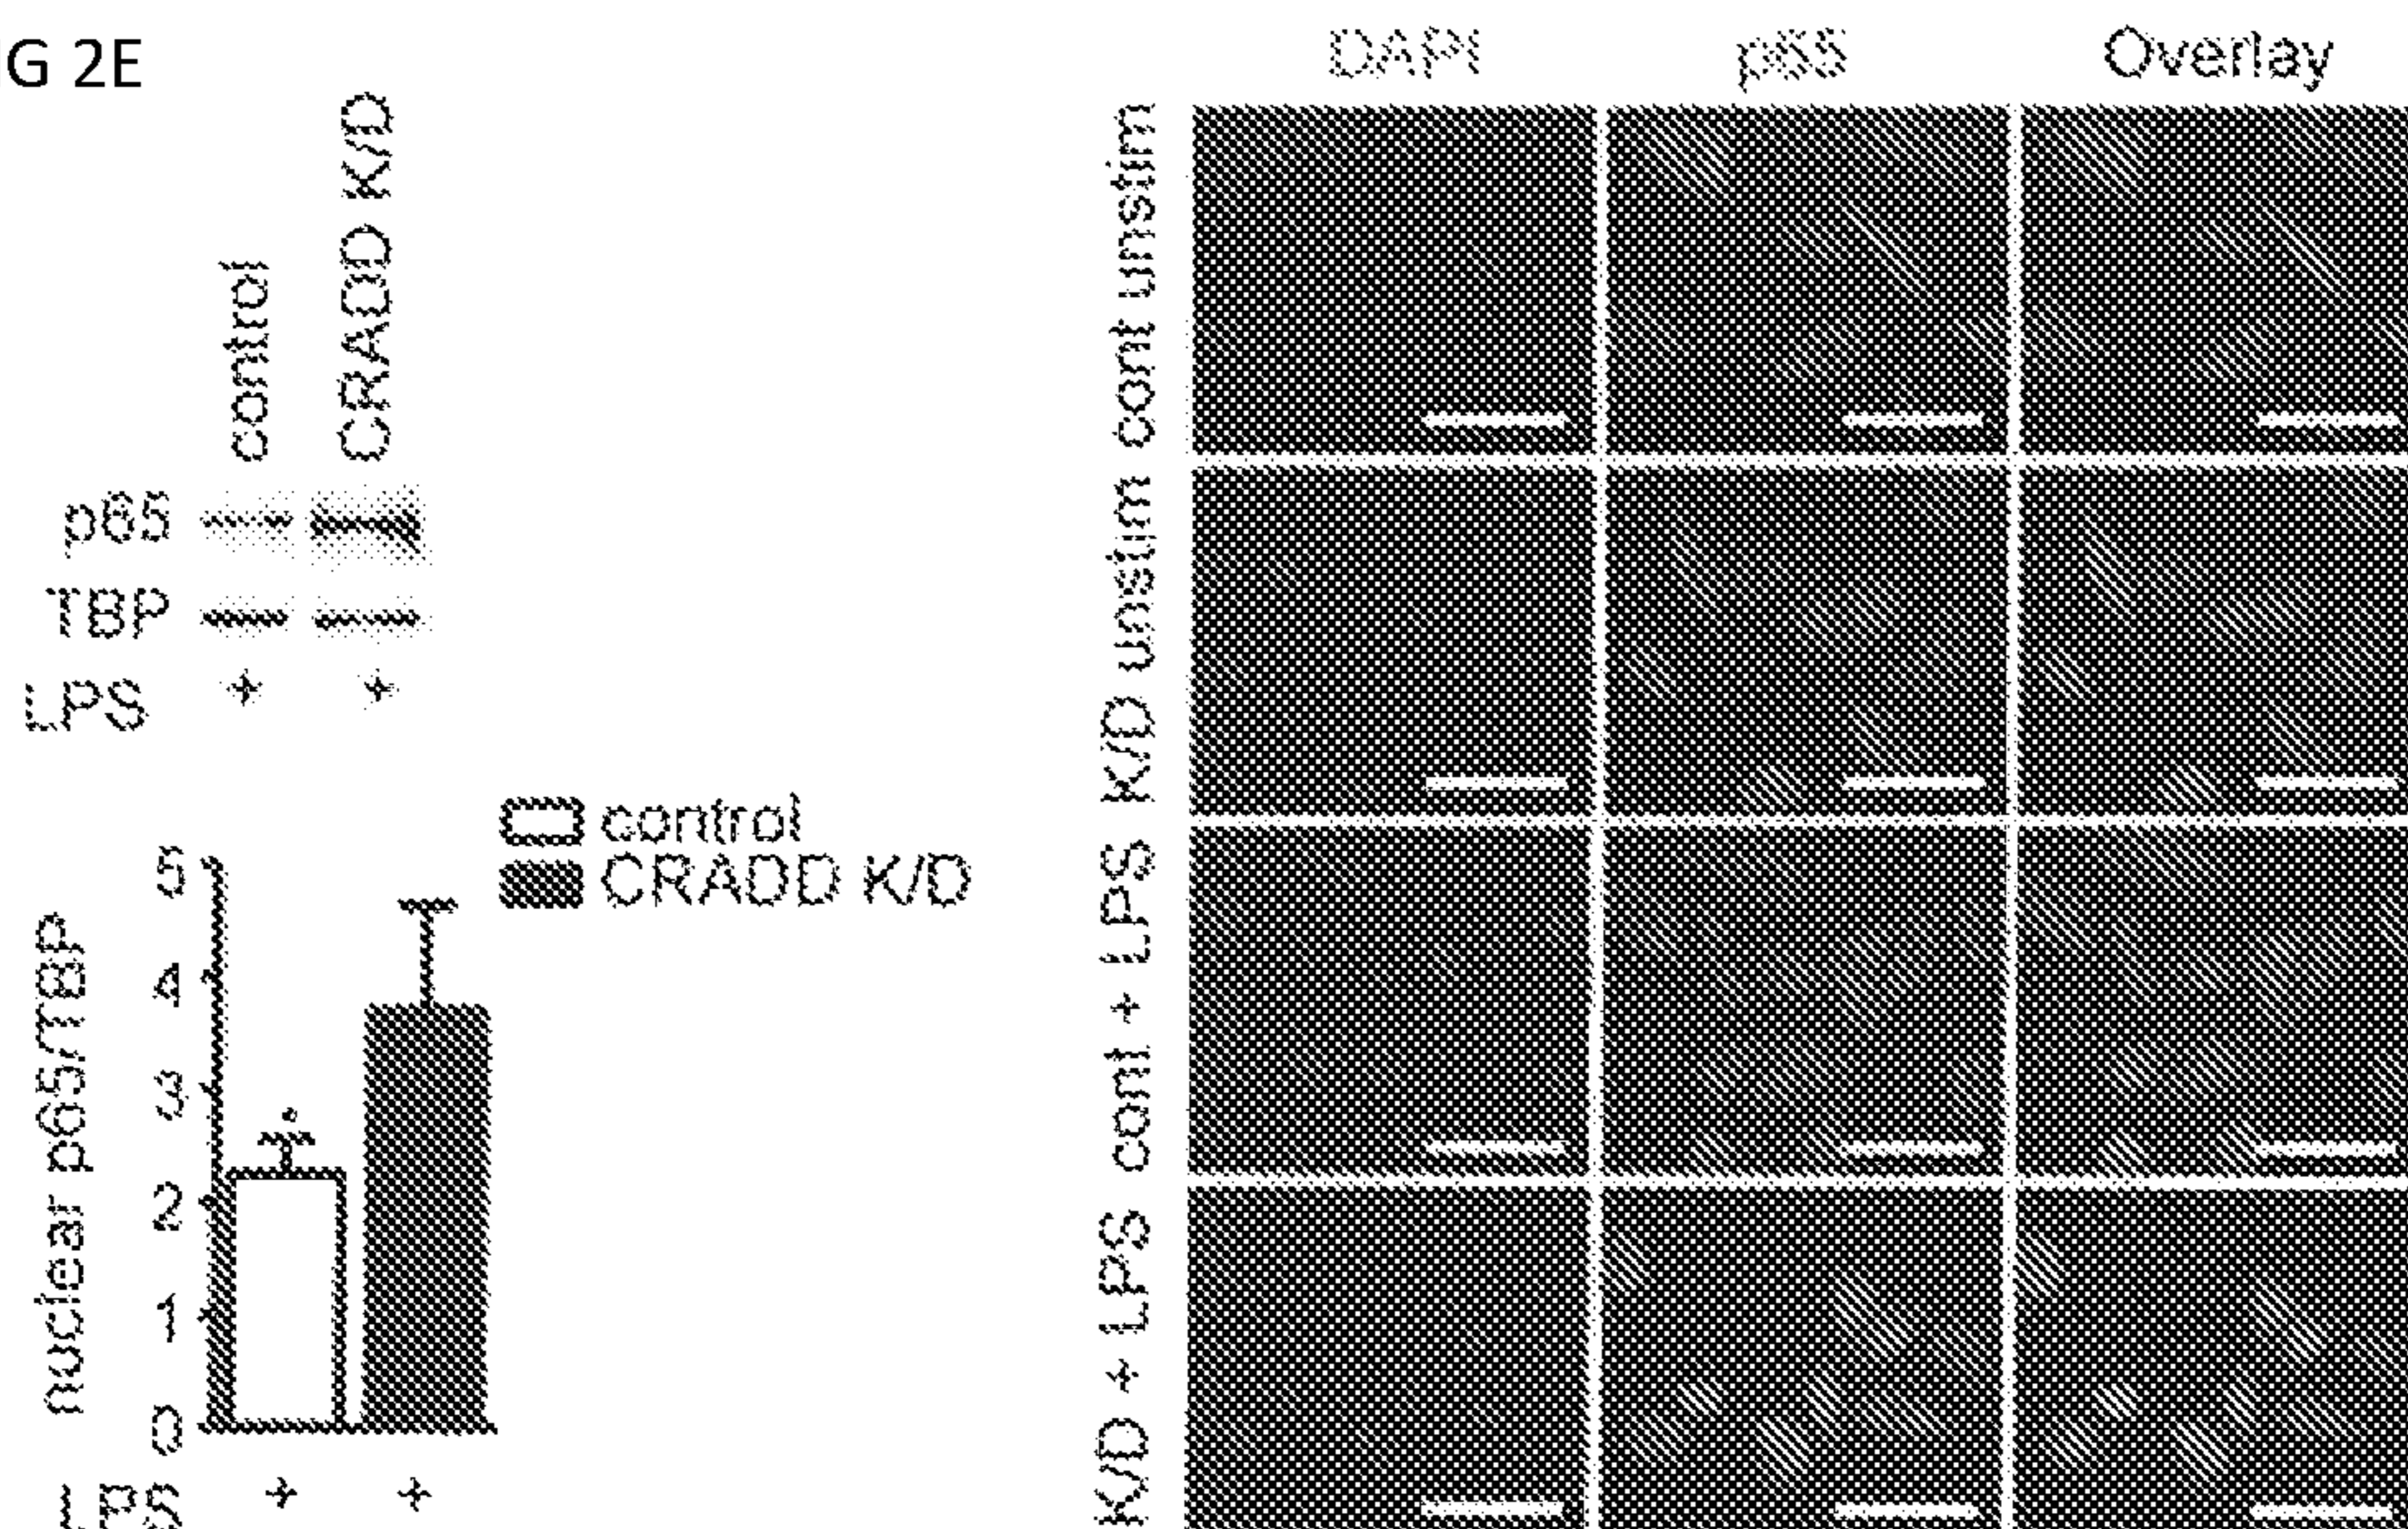 G 2E
control
CRADD K/D
p65
TBP
LPS + +
control
CRADD K/D
nuclear p65/TBP
5
4
3
2
1
0
LPS + +
DAPI p65 Overlay
cont unstim
K/D unstim
cont + LPS
K/D + LPS